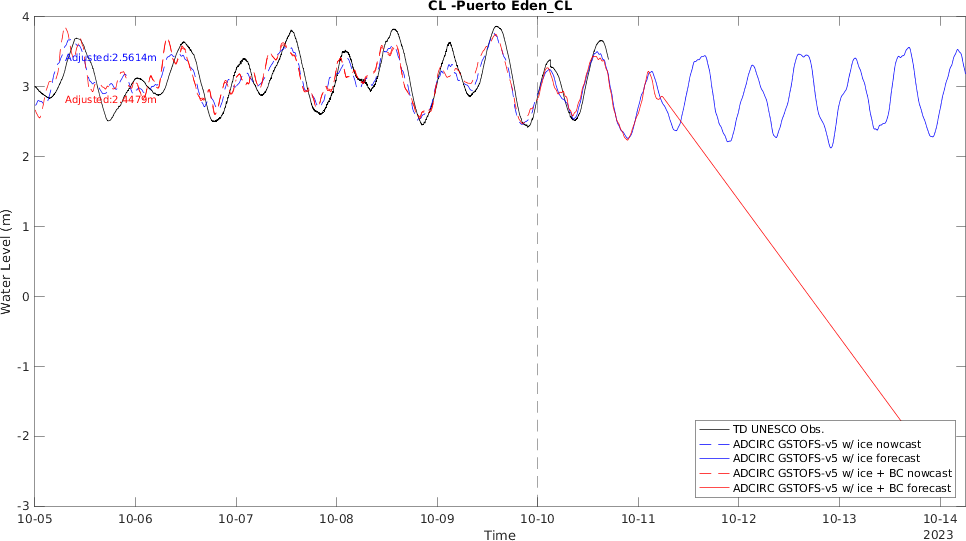 CL -Puerto Eden_CL
4
3
2
1
0
-1
-2
-3
Water Level (m)
Adjusted:2.5614m
Adjusted:2.4479m
TD UNESCO Obs.
ADCIRC GSTOFS-v5 w/ ice nowcast
ADCIRC GSTOFS-v5 w/ ice forecast
ADCIRC GSTOFS-v5 w/ ice + BC nowcast
ADCIRC GSTOFS-v5 w/ ice + BC forecast
10-05 10-06 10-07 10-08 10-09 10-10 10-11 10-12 10-13 10-14
2023
Time